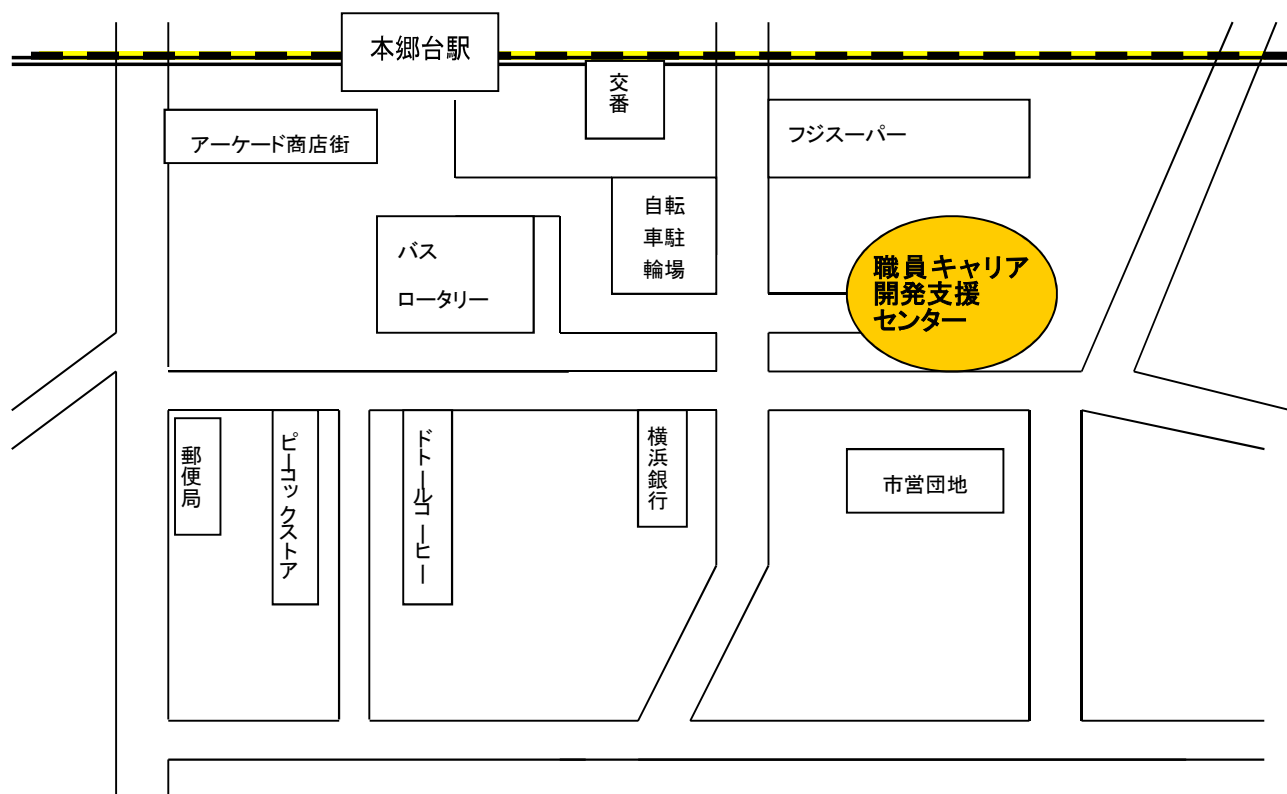 本郷台駅
交番
アーケード商店街
フジスーパー
自転
車駐
輪場
バス
ロータリー
職員キャリア
開発支援
センター
郵便局
ピーコックストア
ドトールコーヒー
横浜銀行
市営団地